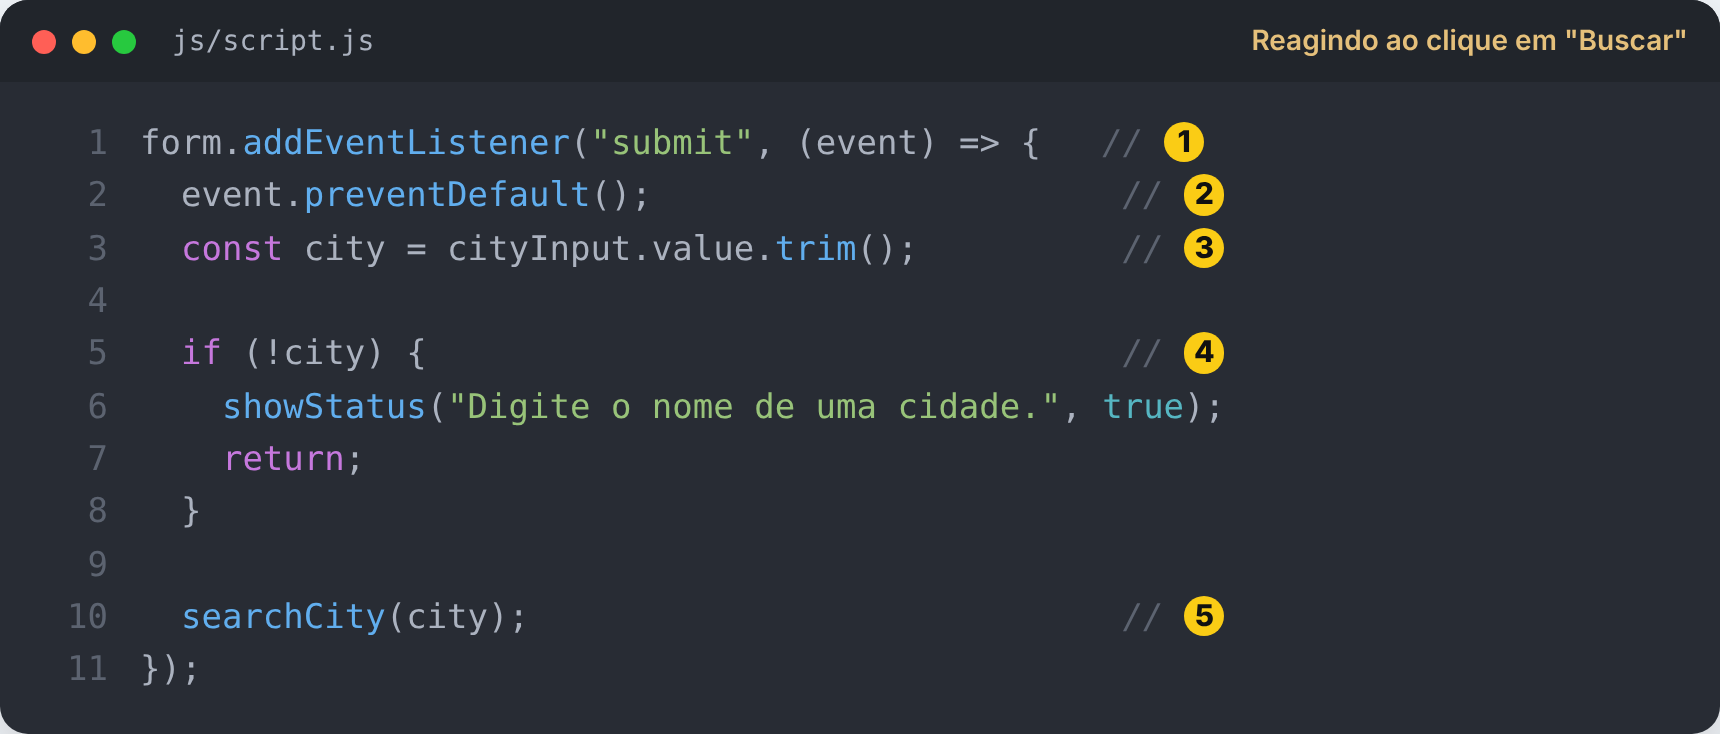 js/script.js
Reagindo ao clique em "Buscar"
1 form.addEventListener("submit", (event) => { // 1
2 event.preventDefault(); // 2
3 const city = cityInput.value.trim(); // 3
4
5 if (!city) { // 4
6 showStatus("Digite o nome de uma cidade.", true);
7 return;
8 }
9
10 searchCity(city); // 5
11 });